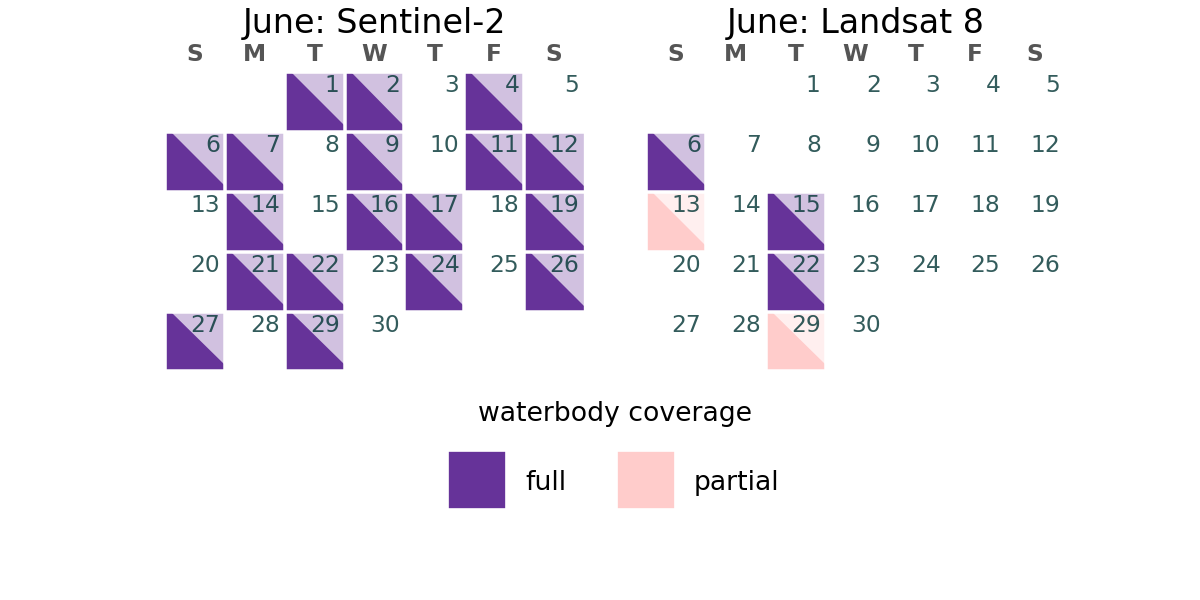 June: Sentinel-2
S M T W T F S
1 2 3 4 5
6 7 8 9 10 11 12
13 14 15 16 17 18 19
20 21 22 23 24 25 26
27 28 29 30
June: Landsat 8
S M T W T F S
1 2 3 4 5
6 7 8 9 10 11 12
13 14 15 16 17 18 19
20 21 22 23 24 25 26
27 28 29 30
waterbody coverage
full partial